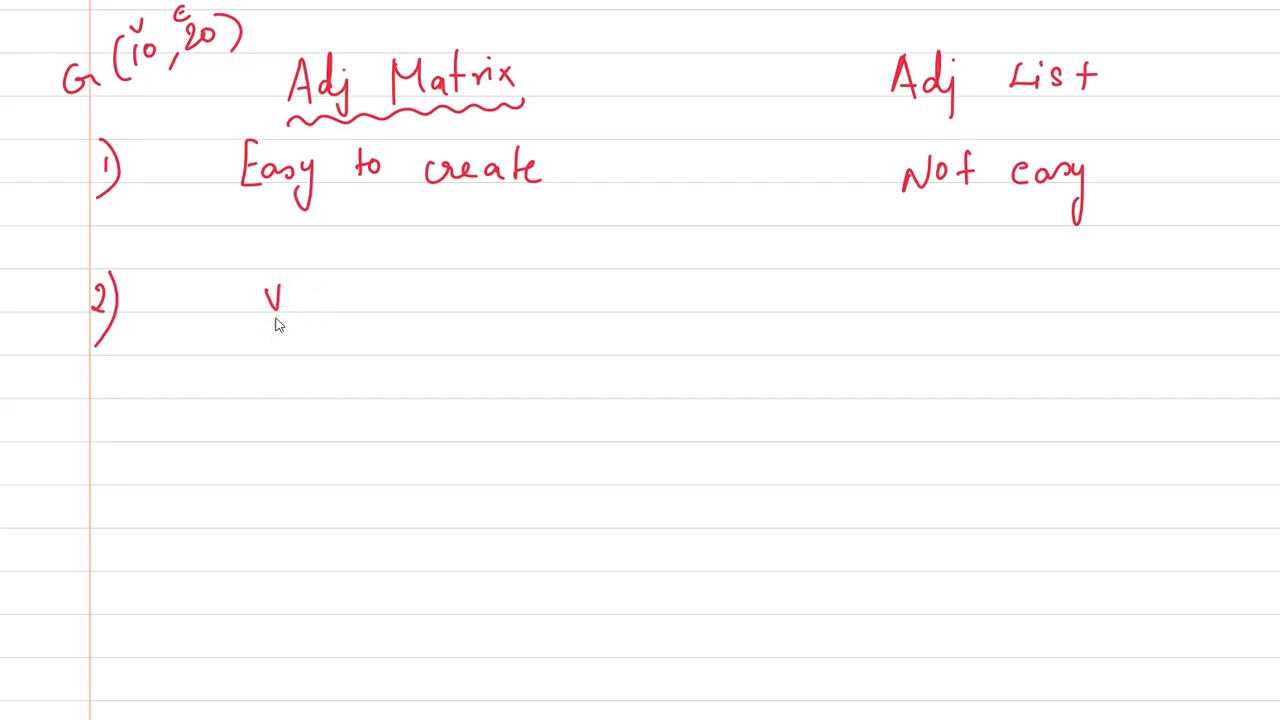 V E
G (10, 20)
Adj Matrix Adj List
1) Easy to create Not easy
2) V